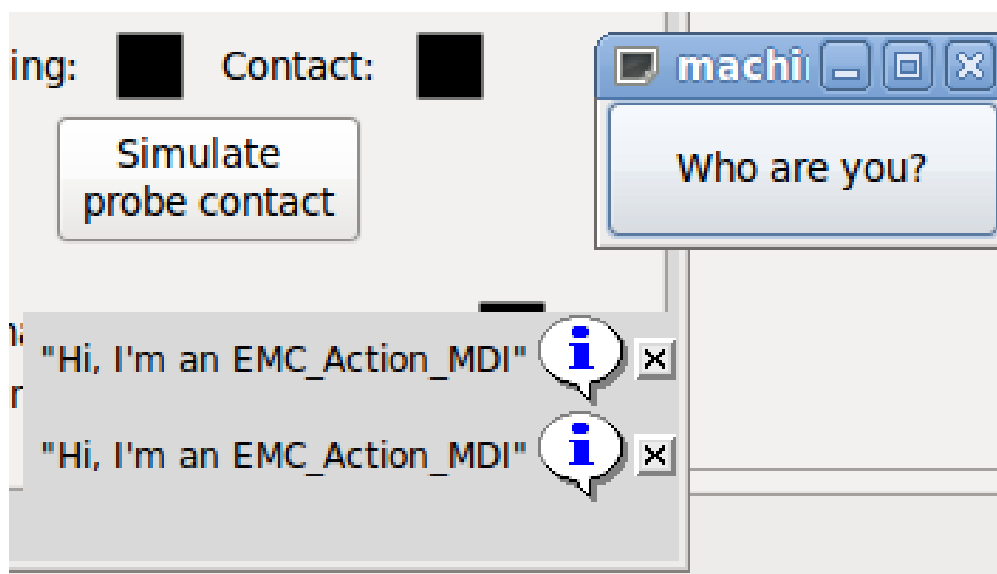 ing:
Contact:
machi
Simulate
probe contact
Who are you?
"Hi, I'm an EMC_Action_MDI"
"Hi, I'm an EMC_Action_MDI"